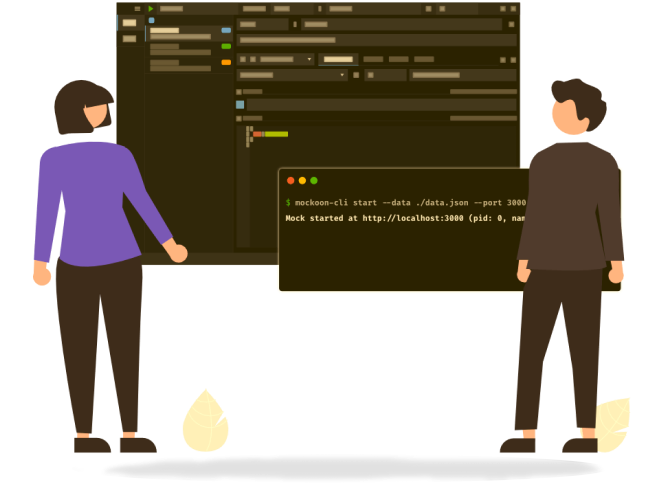 $ mockoon-cli start --data ./data.json --port 3000
Mock started at http://localhost:3000 (pid: 0, nam